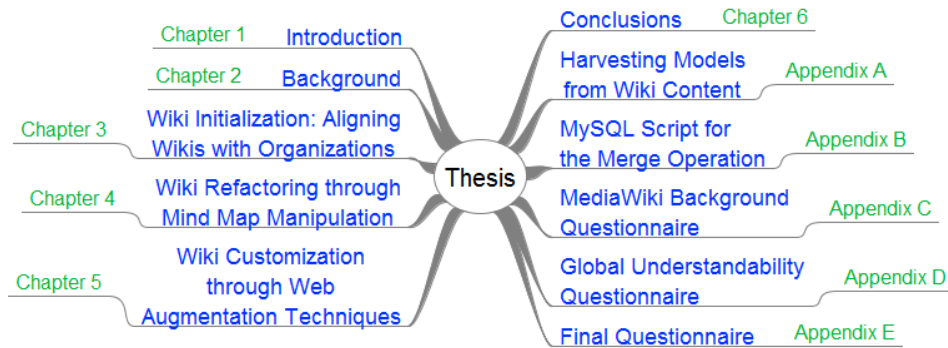 Chapter 1
Introduction
Chapter 2
Background
Chapter 3
Wiki Initialization: Aligning
Wikis with Organizations
Chapter 4
Wiki Refactoring through
Mind Map Manipulation
Chapter 5
Wiki Customization
through Web
Augmentation Techniques
Thesis
Conclusions
Chapter 6
Harvesting Models
from Wiki Content
Appendix A
MySQL Script for
the Merge Operation
Appendix B
MediaWiki Background
Questionnaire
Appendix C
Global Understandability
Questionnaire
Appendix D
Final Questionnaire
Appendix E